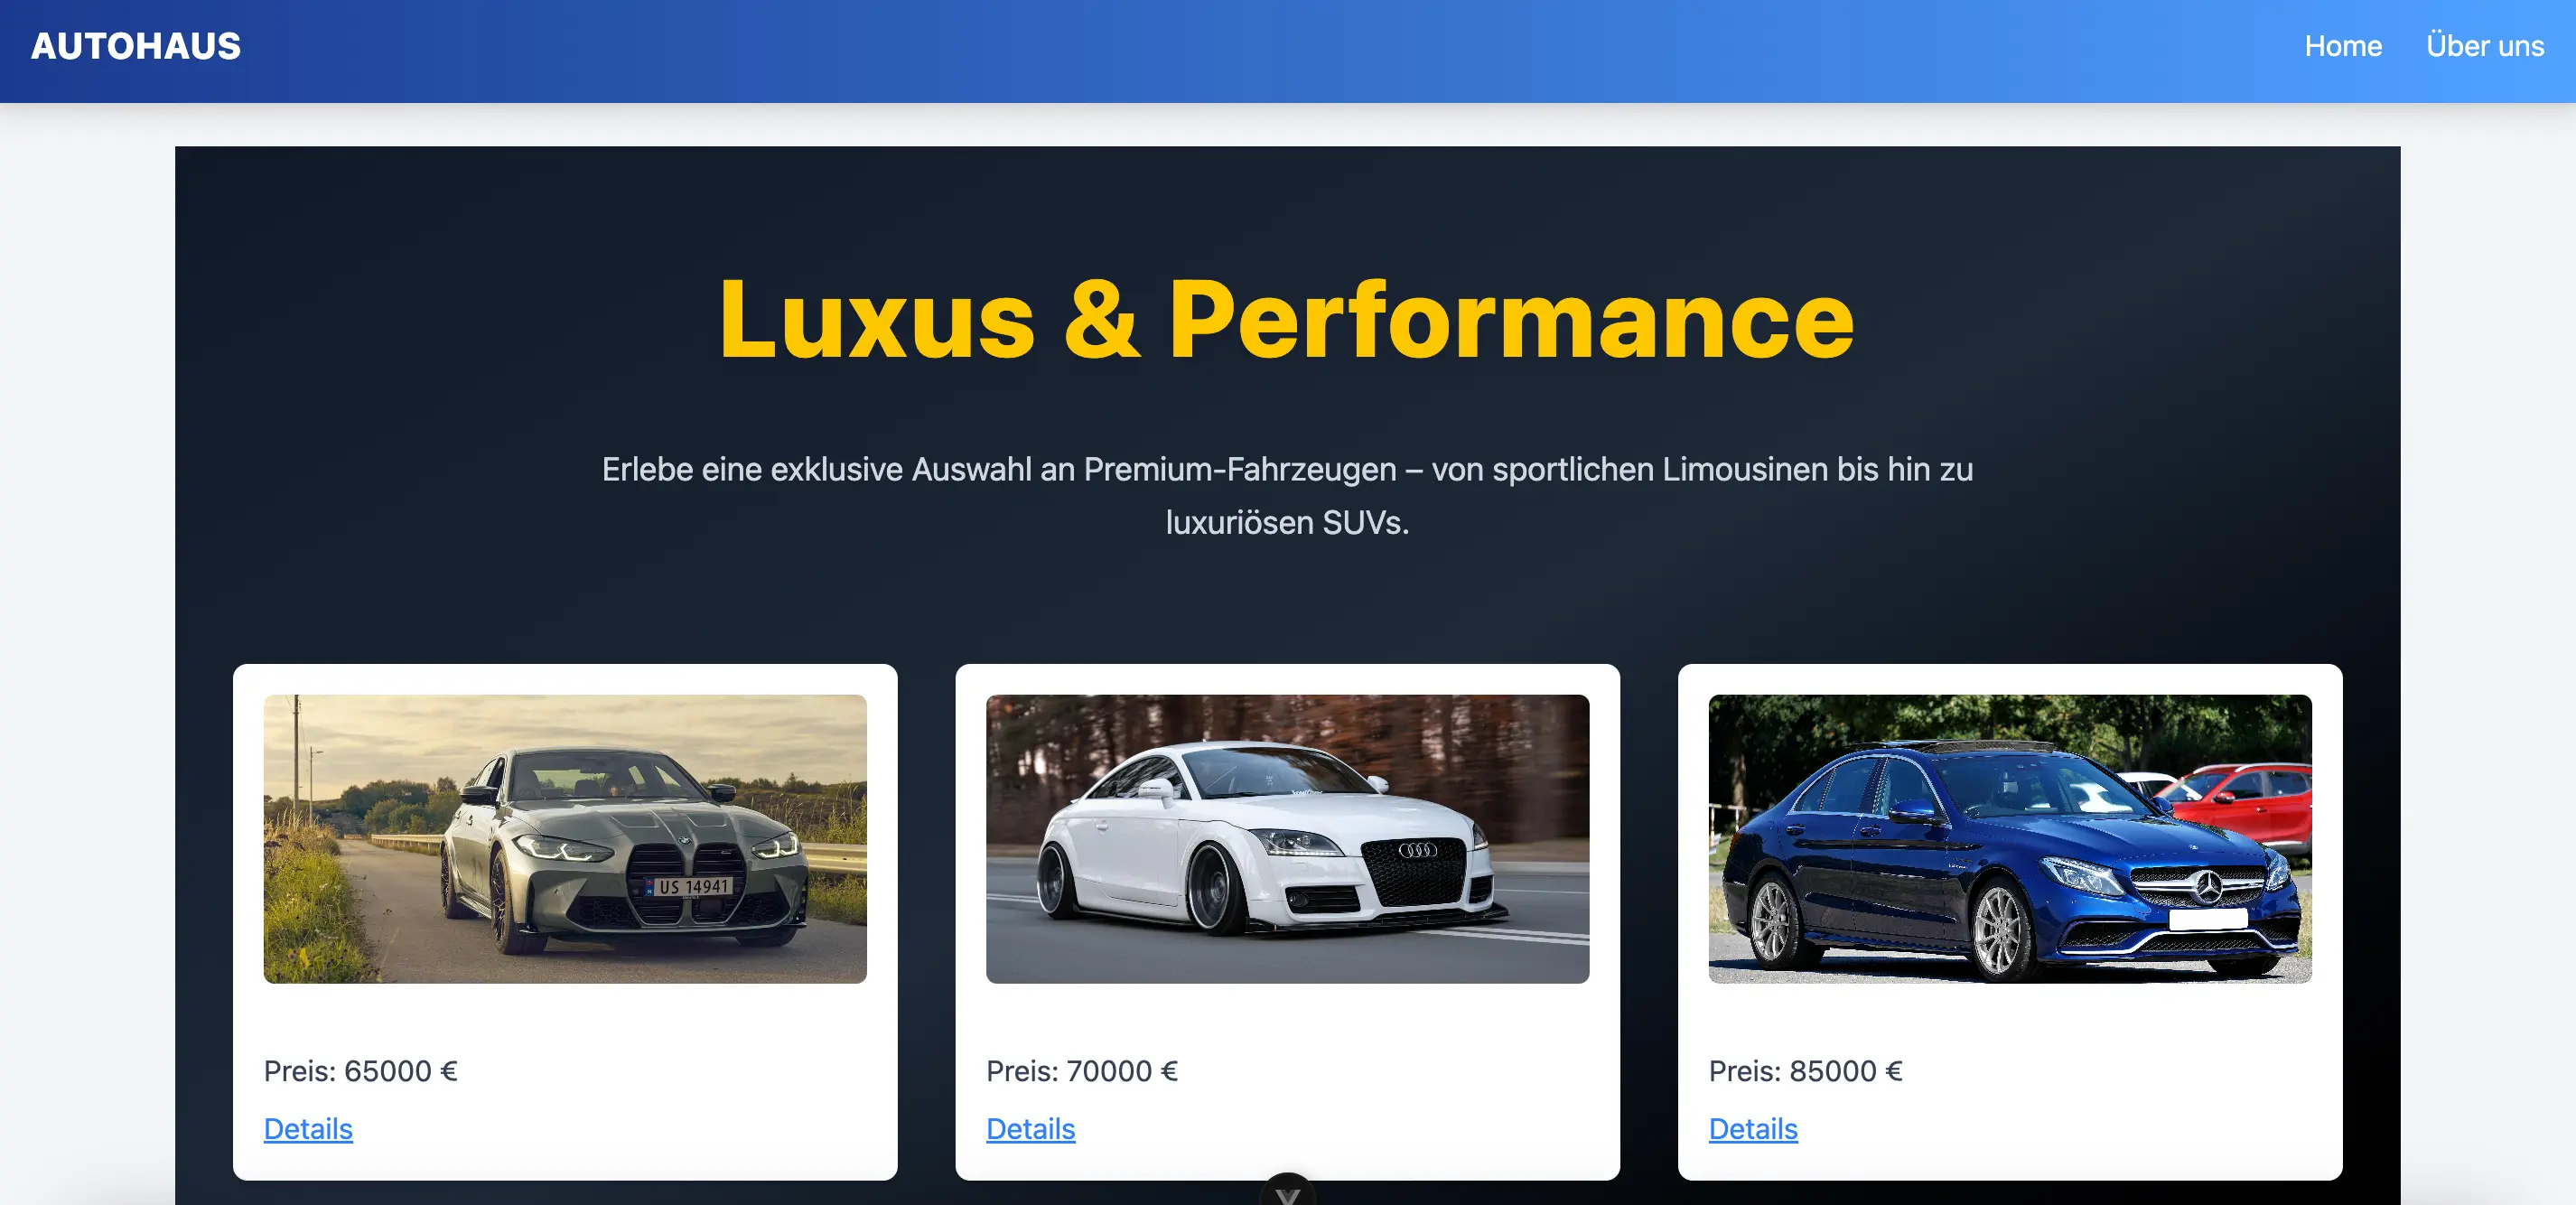 AUTOHAUS
Home
Über uns
Luxus & Performance
Erlebe eine exklusive Auswahl an Premium-Fahrzeugen – von sportlichen Limousinen bis hin zu
luxuriösen SUVs.
US 14941
Preis: 65000 €
Preis: 70000 €
Preis: 85000 €
Details
Details
Details